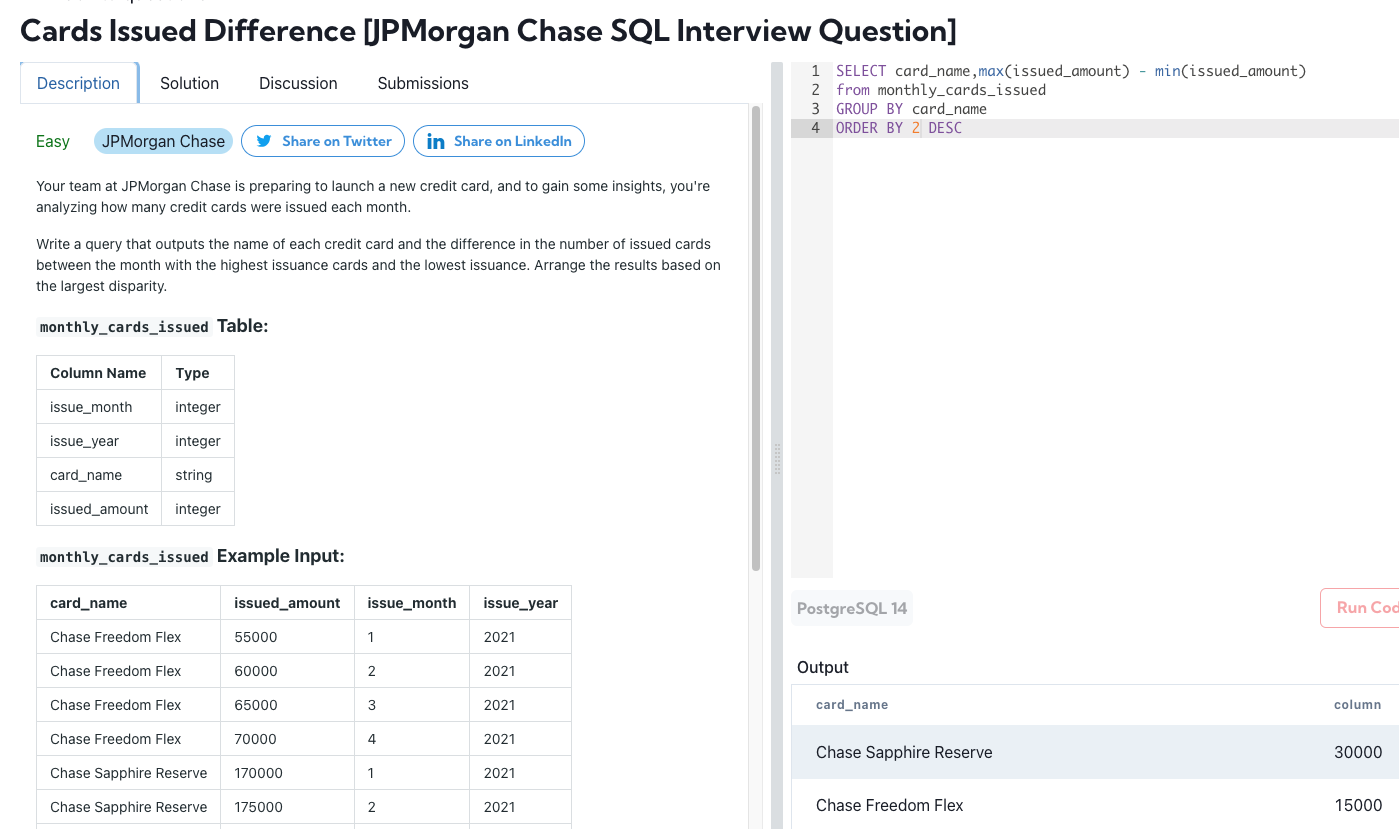 Cards Issued Difference [JPMorgan Chase SQL Interview Question]
Description Solution Discussion Submissions
Easy JPMorgan Chase Share on Twitter Share on LinkedIn
Your team at JPMorgan Chase is preparing to launch a new credit card, and to gain some insights, you're
analyzing how many credit cards were issued each month.
Write a query that outputs the name of each credit card and the difference in the number of issued cards
between the month with the highest issuance cards and the lowest issuance. Arrange the results based on
the largest disparity.
monthly_cards_issued Table:
Column Name Type
issue_month integer
issue_year integer
card_name string
issued_amount integer
monthly_cards_issued Example Input:
card_name issued_amount issue_month issue_year
Chase Freedom Flex 55000 1 2021
Chase Freedom Flex 60000 2 2021
Chase Freedom Flex 65000 3 2021
Chase Freedom Flex 70000 4 2021
Chase Sapphire Reserve 170000 1 2021
Chase Sapphire Reserve 175000 2 2021
1 SELECT card_name,max(issued_amount) - min(issued_amount)
2 from monthly_cards_issued
3 GROUP BY card_name
4 ORDER BY 2 DESC
PostgreSQL 14
Run Cod
Output
card_name column
Chase Sapphire Reserve 30000
Chase Freedom Flex 15000